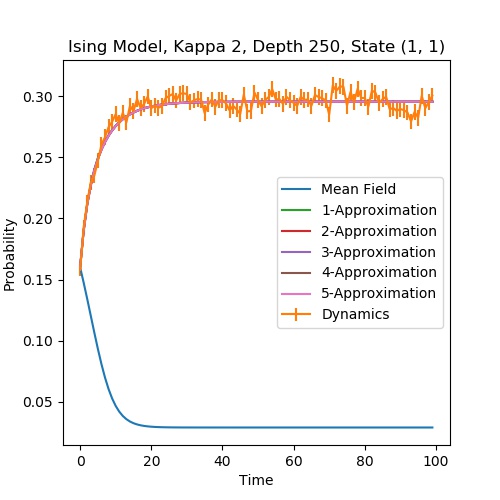 Ising Model, Kappa 2, Depth 250, State (1, 1)
0.30
0.25
0.20
0.15
0.10
0.05
Probability
Mean Field
1-Approximation
2-Approximation
3-Approximation
4-Approximation
5-Approximation
Dynamics
0 20 40 60 80 100
Time